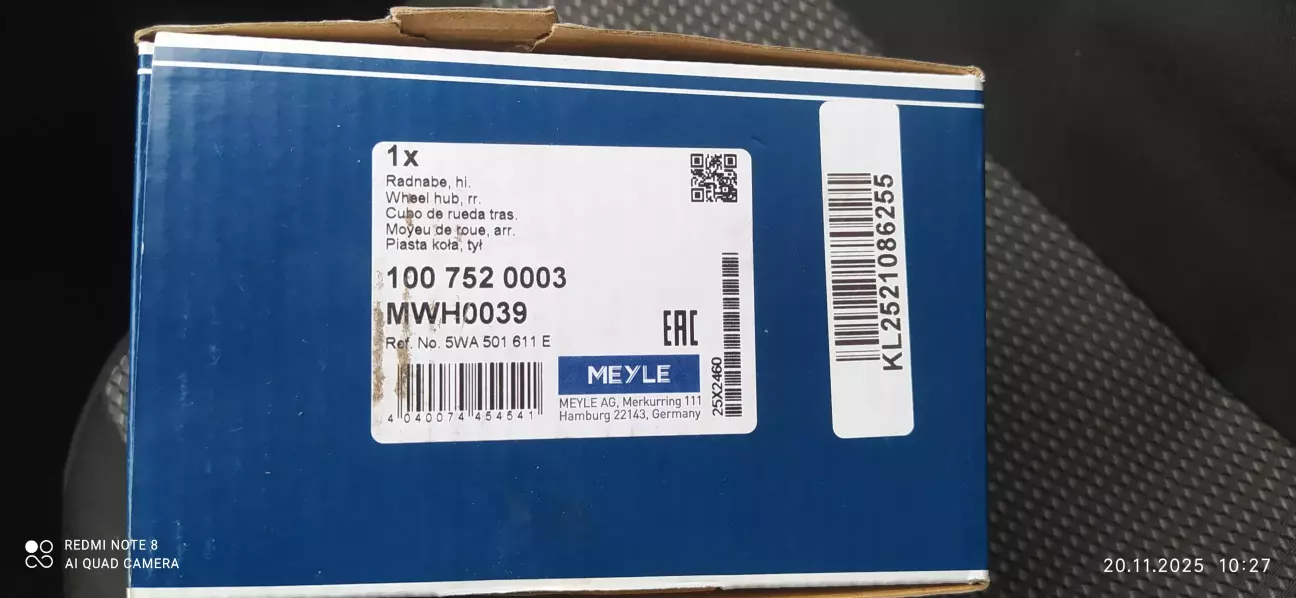 1x
Radnabe, hi.
Wheel hub, rr.
Cubo de rueda tras.
Moyeu de roue, arr.
Piasta koła, tył
100 752 0003
MWH0039
Ref. No. 5WA 501 611 E
4 040074 454541
EAC
MEYLE
MEYLE AG, Merkurring 111
Hamburg 22143, Germany
25X2460
KL2521086255
REDMI NOTE 8
AI QUAD CAMERA
20.11.2025 10:27